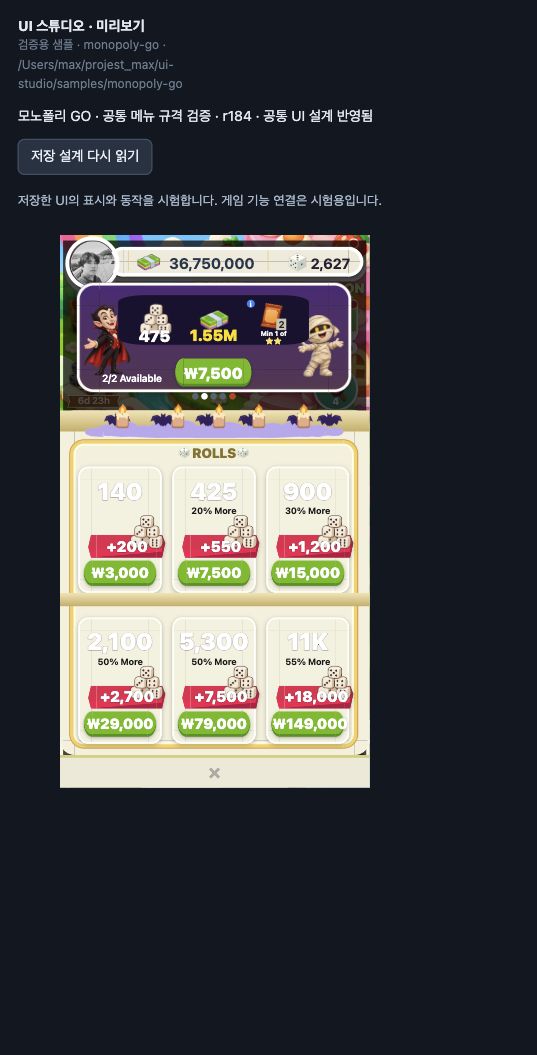 UI 스튜디오 · 미리보기
검증용 샘플 · monopoly-go ·
/Users/max/projest_max/ui-
studio/samples/monopoly-go
모노폴리 GO · 공통 메뉴 규격 검증 · r184 · 공통 UI 설계 반영됨
저장 설계 다시 읽기
저장한 UI의 표시와 동작을 시험합니다. 게임 기능 연결은 시험용입니다.
36,750,000 2,627
ON
475 1.55M 2
Min 1 of
2/2 Available ₩7,500
6d 23h 4
ROLLS
140 425 900
20% More 30% More
+200 +550 +1,200
₩3,000 ₩7,500 ₩15,000
2,100 5,300 11K
50% More 50% More 55% More
+2,700 +7,500 +18,000
₩29,000 ₩79,000 ₩149,000
×